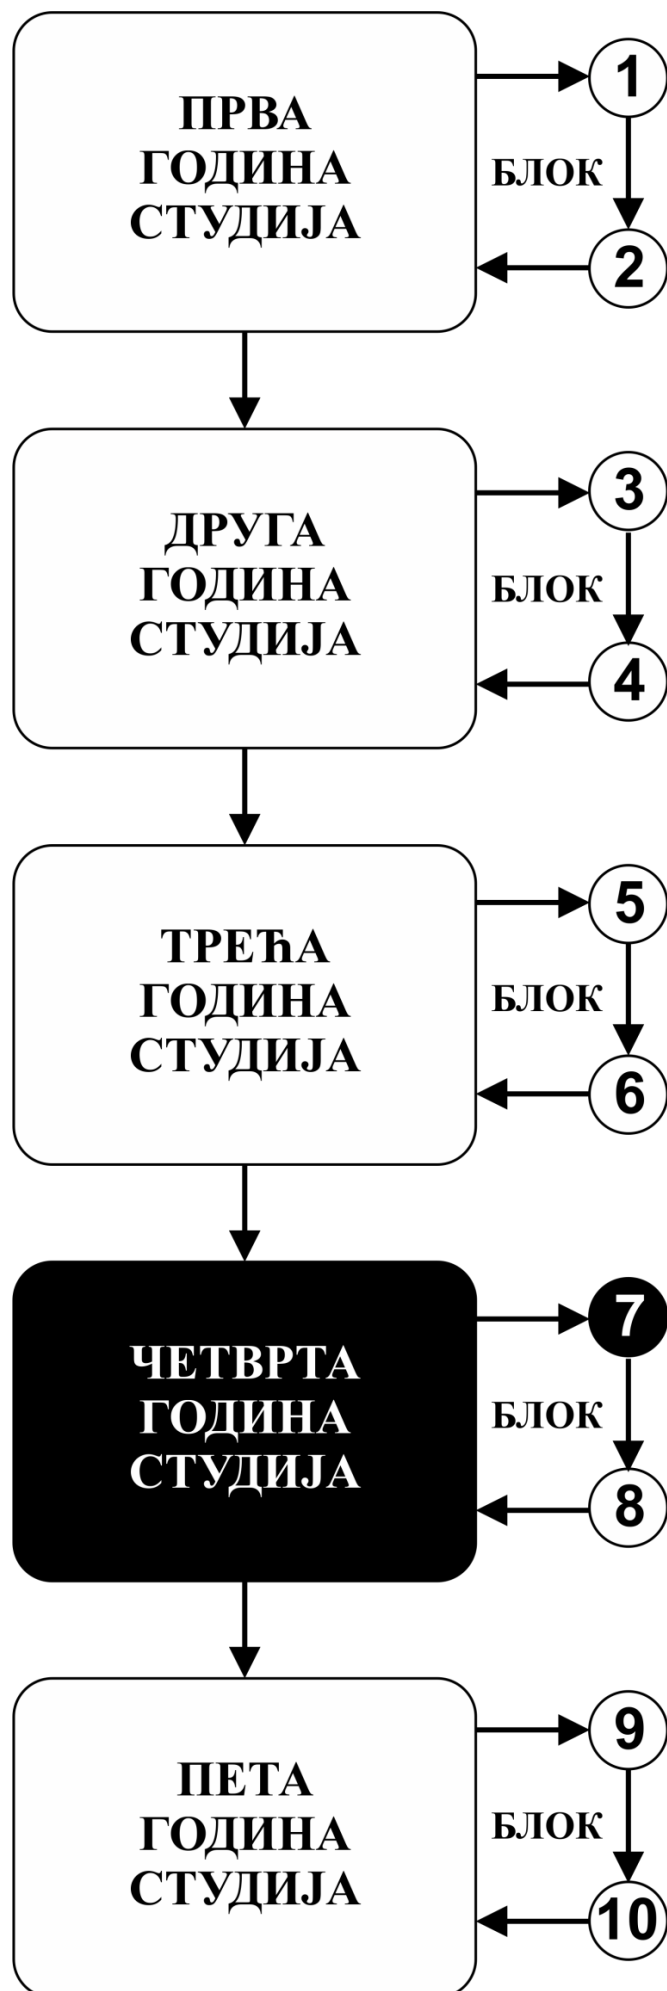 ПРВА
ГОДИНА
СТУДИЈА
1
БЛОК
2
ДРУГА
ГОДИНА
СТУДИЈА
3
БЛОК
4
ТРЕЋА
ГОДИНА
СТУДИЈА
5
БЛОК
6
ЧЕТВРТА
ГОДИНА
СТУДИЈА
7
БЛОК
8
ПЕТА
ГОДИНА
СТУДИЈА
9
БЛОК
10